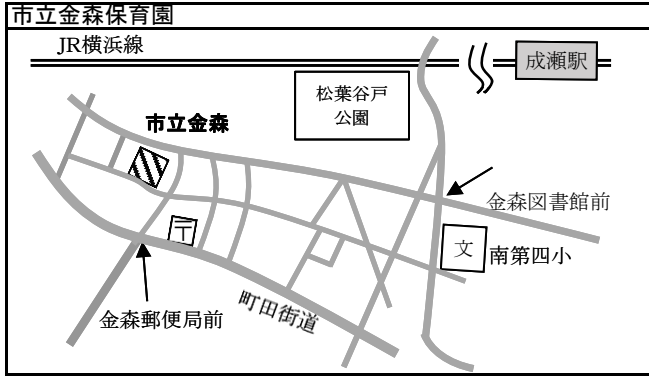 市立金森保育園
JR横浜線
成瀬駅
松葉谷戸
公園
市立金森
金森図書館前
〒
文
南第四小
町田街道
金森郵便局前